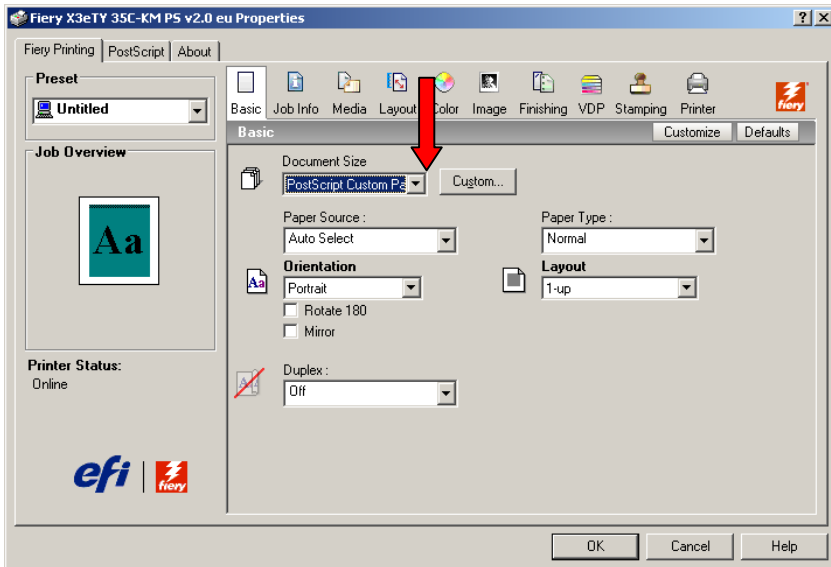 Fiery X3eTY 35C-KM PS v2.0 eu Properties
Fiery Printing PostScript About
Preset
Untitled
Basic Job Info Media Layout Color Image Finishing VDP Stamping Printer
fiery
Basic
Customize Defaults
Job Overview
Aa
Document Size
PostScript Custom Pa
Custom...
Paper Source :
Auto Select
Paper Type :
Normal
Orientation
Aa
Portrait
Layout
1-up
Rotate 180
Mirror
Printer Status:
Online
Duplex :
Off
efi
fiery
OK Cancel Help